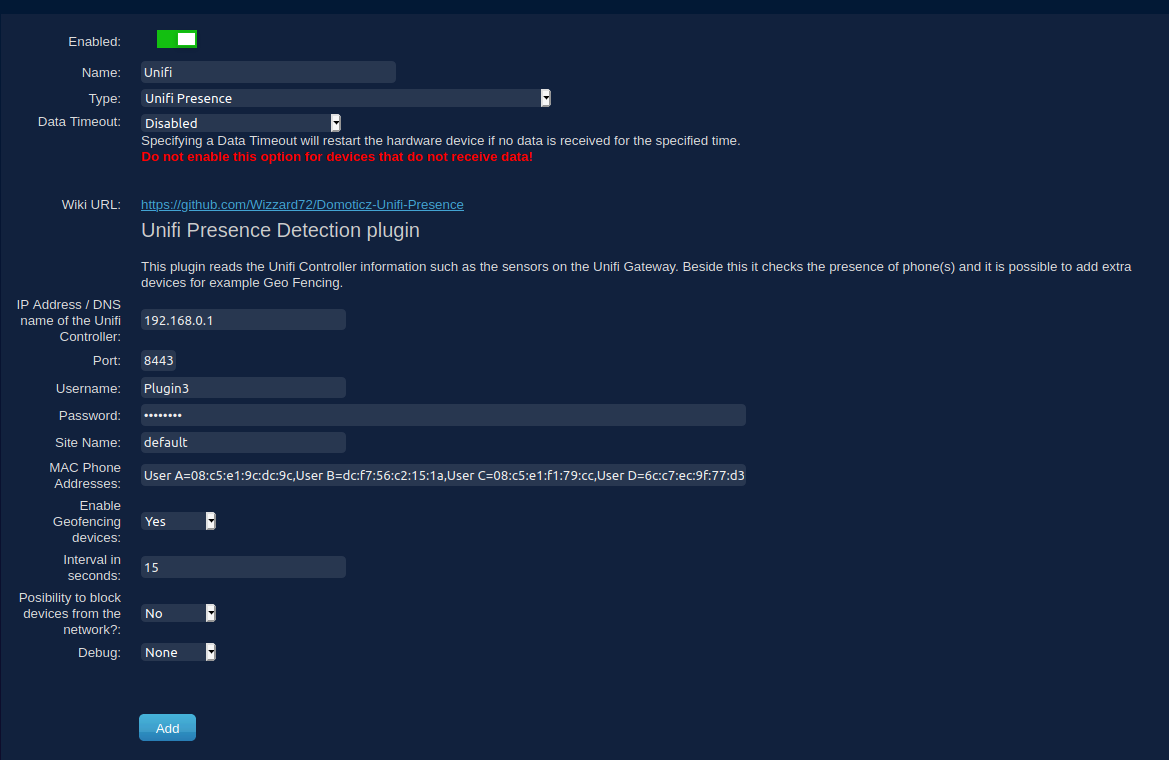 Enabled:
Name: Unifi
Type: Unifi Presence
Data Timeout: Disabled
Specifying a Data Timeout will restart the hardware device if no data is received for the specified time.
Do not enable this option for devices that do not receive data!
Wiki URL: https://github.com/Wizzard72/Domoticz-Unifi-Presence
Unifi Presence Detection plugin
This plugin reads the Unifi Controller information such as the sensors on the Unifi Gateway. Beside this it checks the presence of phone(s) and it is possible to add extra
devices for example Geo Fencing.
IP Address / DNS
name of the Unifi
Controller:
192.168.0.1
Port: 8443
Username: Plugin3
Password: ••••••••
Site Name: default
MAC Phone
Addresses:
User A=08:c5:e1:9c:dc:9c,User B=dc:f7:56:c2:15:1a,User C=08:c5:e1:f1:79:cc,User D=6c:c7:ec:9f:77:d3
Enable
Geofencing
devices:
Yes
Interval in
seconds:
15
Posibility to block
devices from the
network?:
No
Debug: None
Add